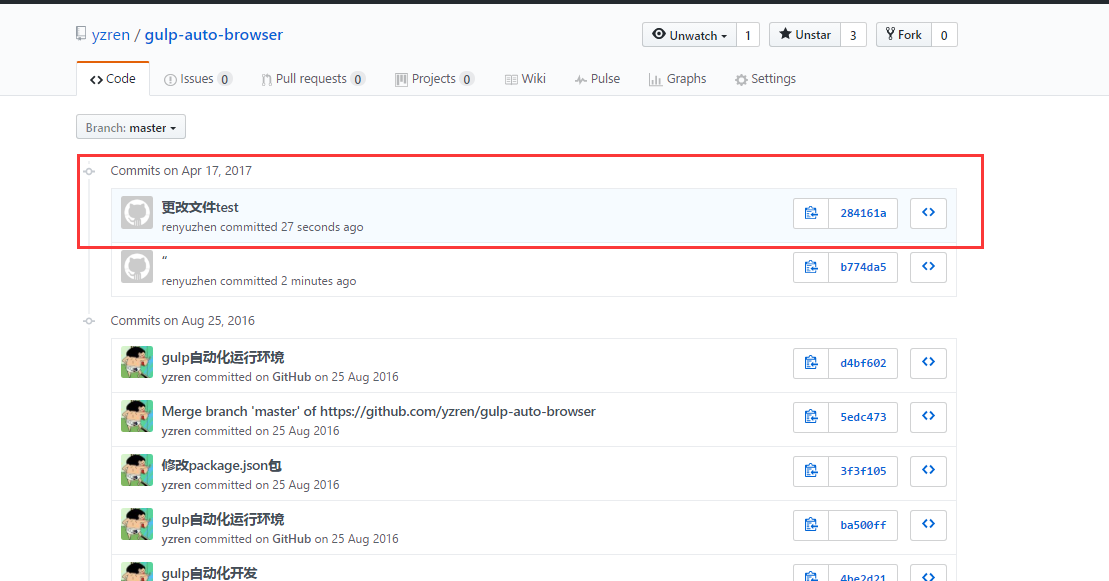 yzren / gulp-auto-browser
Unwatch 1 Unstar 3 Fork 0
Code Issues 0 Pull requests 0 Projects 0 Wiki Pulse Graphs Settings
Branch: master
Commits on Apr 17, 2017
更改文件test
284161a
renyuzhen committed 27 seconds ago
“
b774da5
renyuzhen committed 2 minutes ago
Commits on Aug 25, 2016
gulp自动化运行环境
d4bf602
yzren committed on GitHub on 25 Aug 2016
Merge branch 'master' of https://github.com/yzren/gulp-auto-browser
5edc473
yzren committed on 25 Aug 2016
修改package.json包
3f3f105
yzren committed on 25 Aug 2016
gulp自动化运行环境
ba500ff
yzren committed on GitHub on 25 Aug 2016
gulp自动化开发
4be2d21